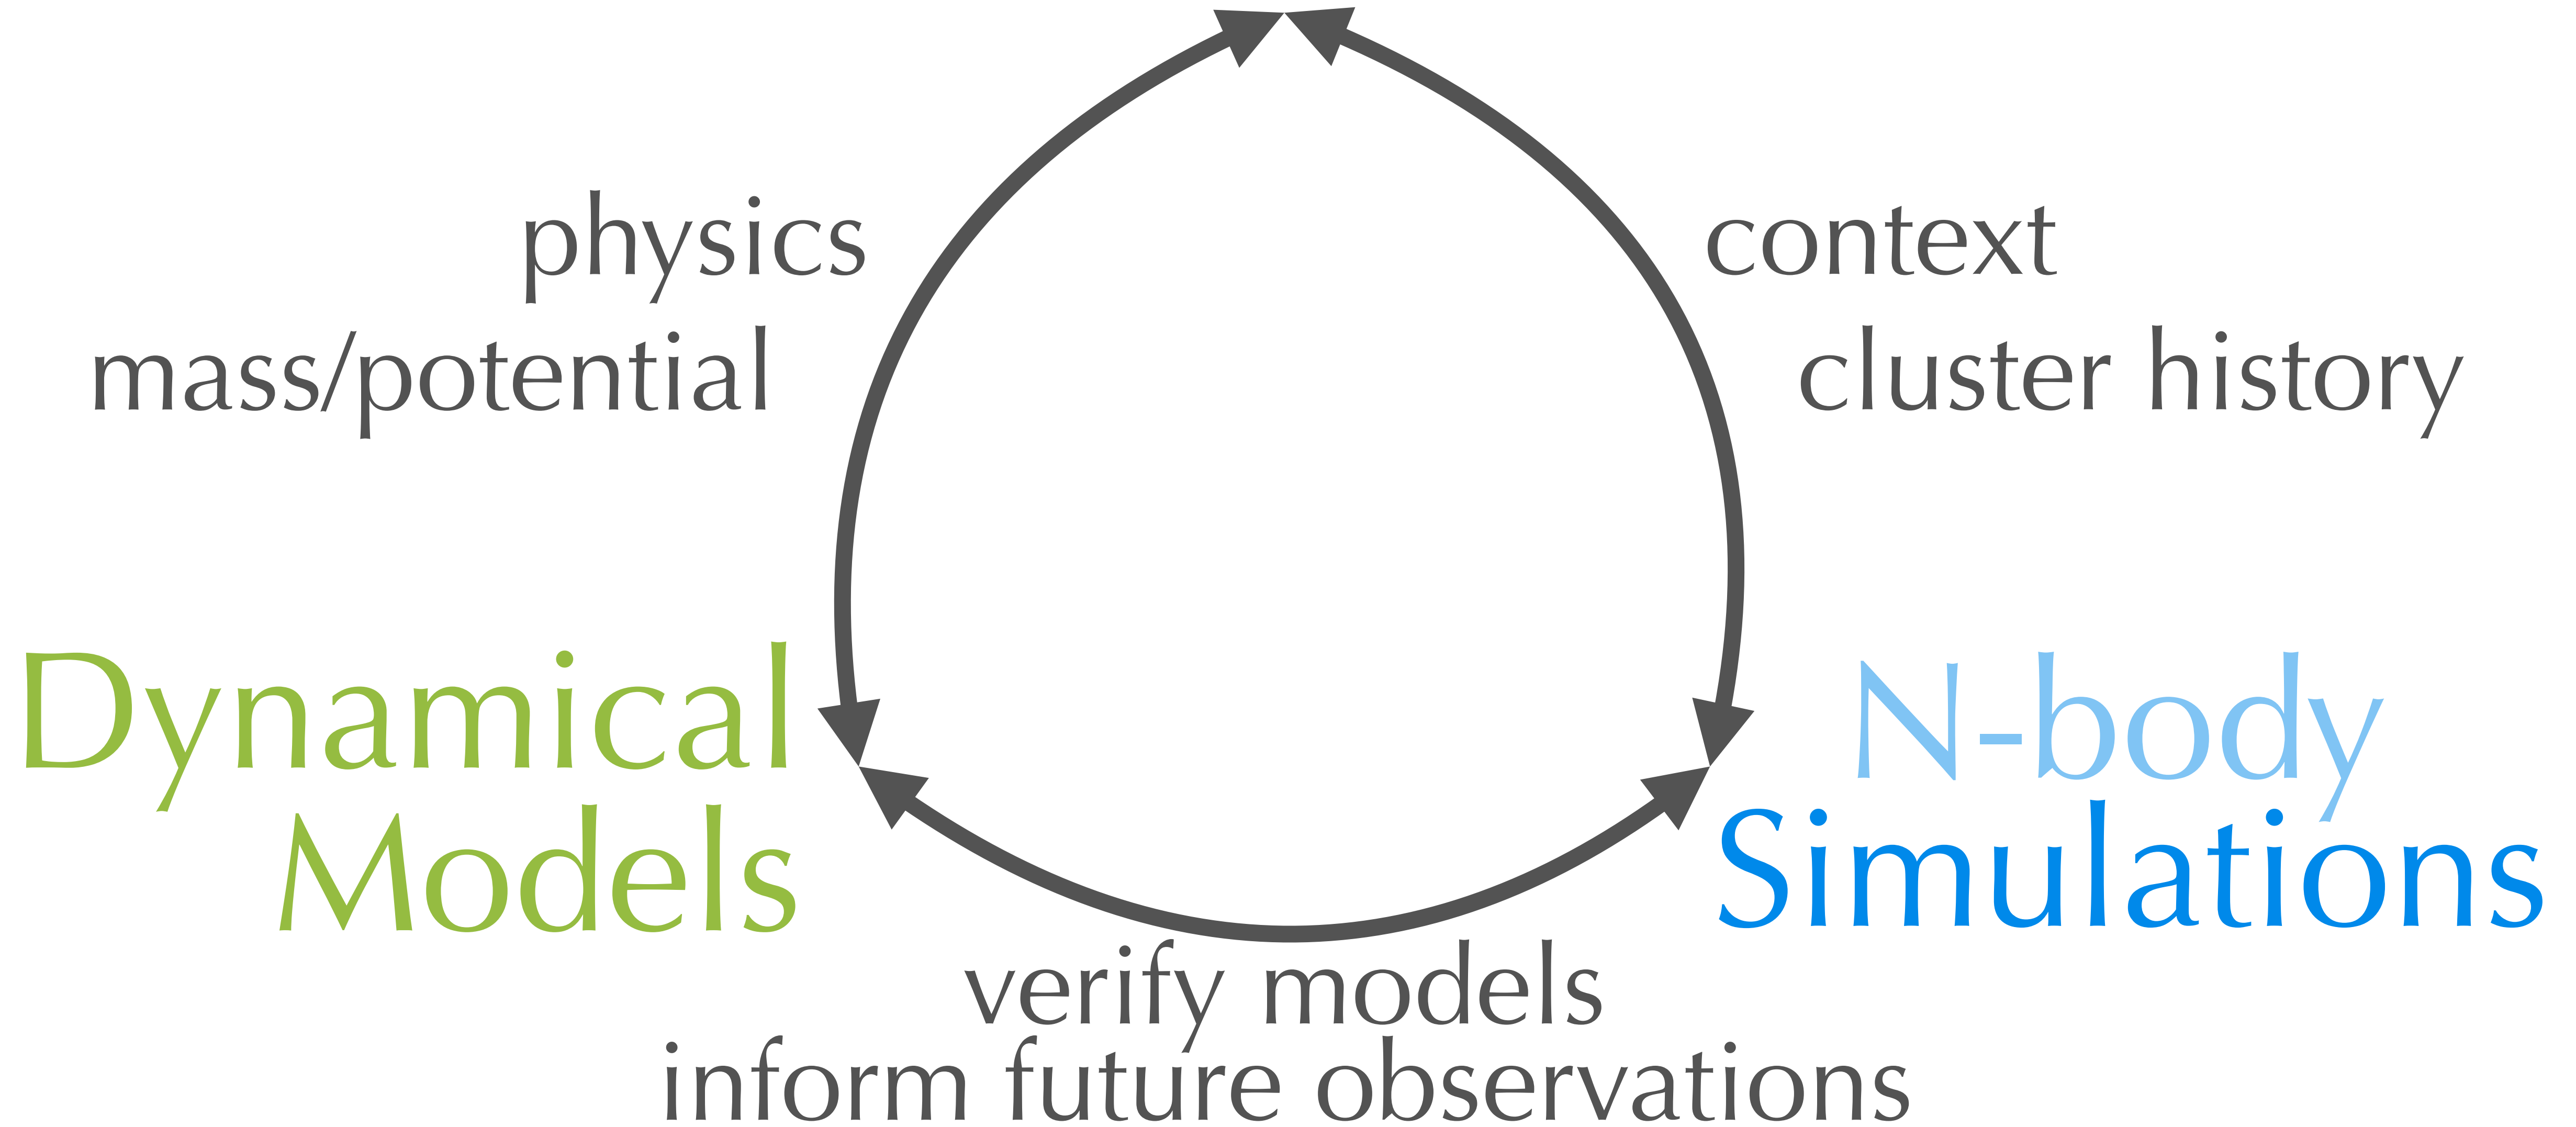 physics
mass/potential
context
cluster history
Dynamical
Models
N-body
Simulations
verify models
inform future observations